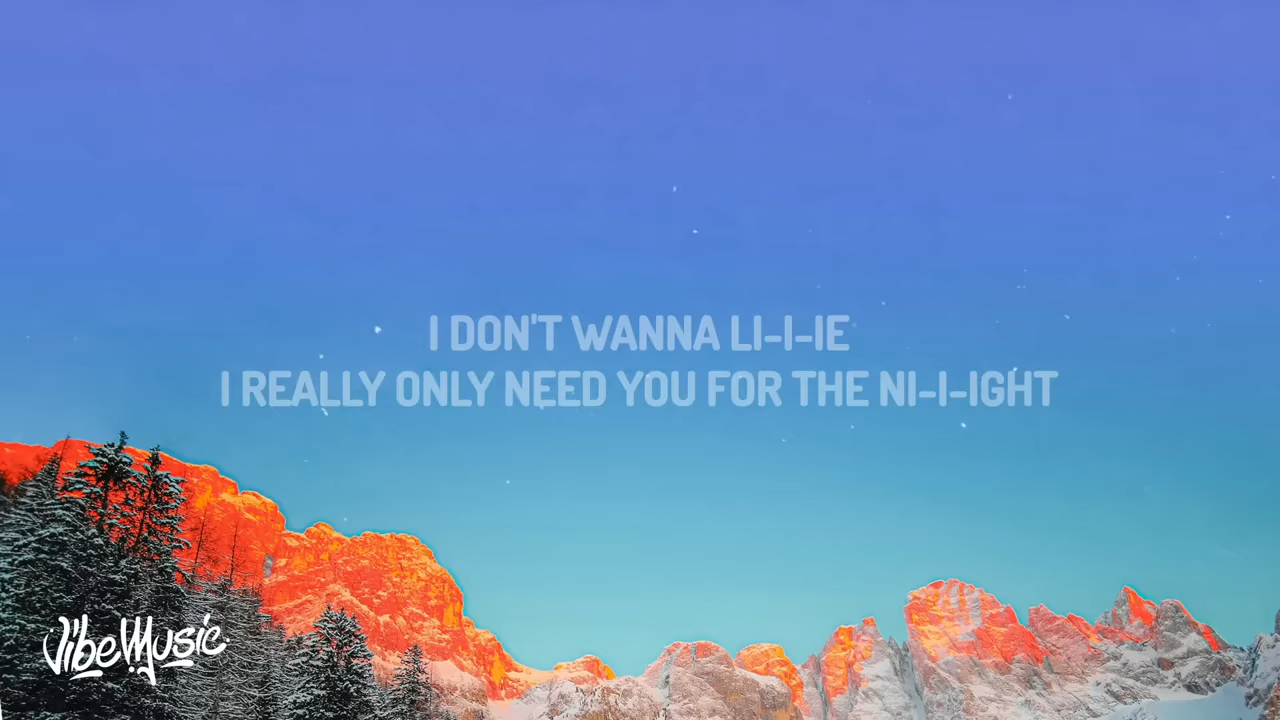 I DON'T WANNA LI-I-IE
I REALLY ONLY NEED YOU FOR THE NI-I-IGHT
VibeMusic